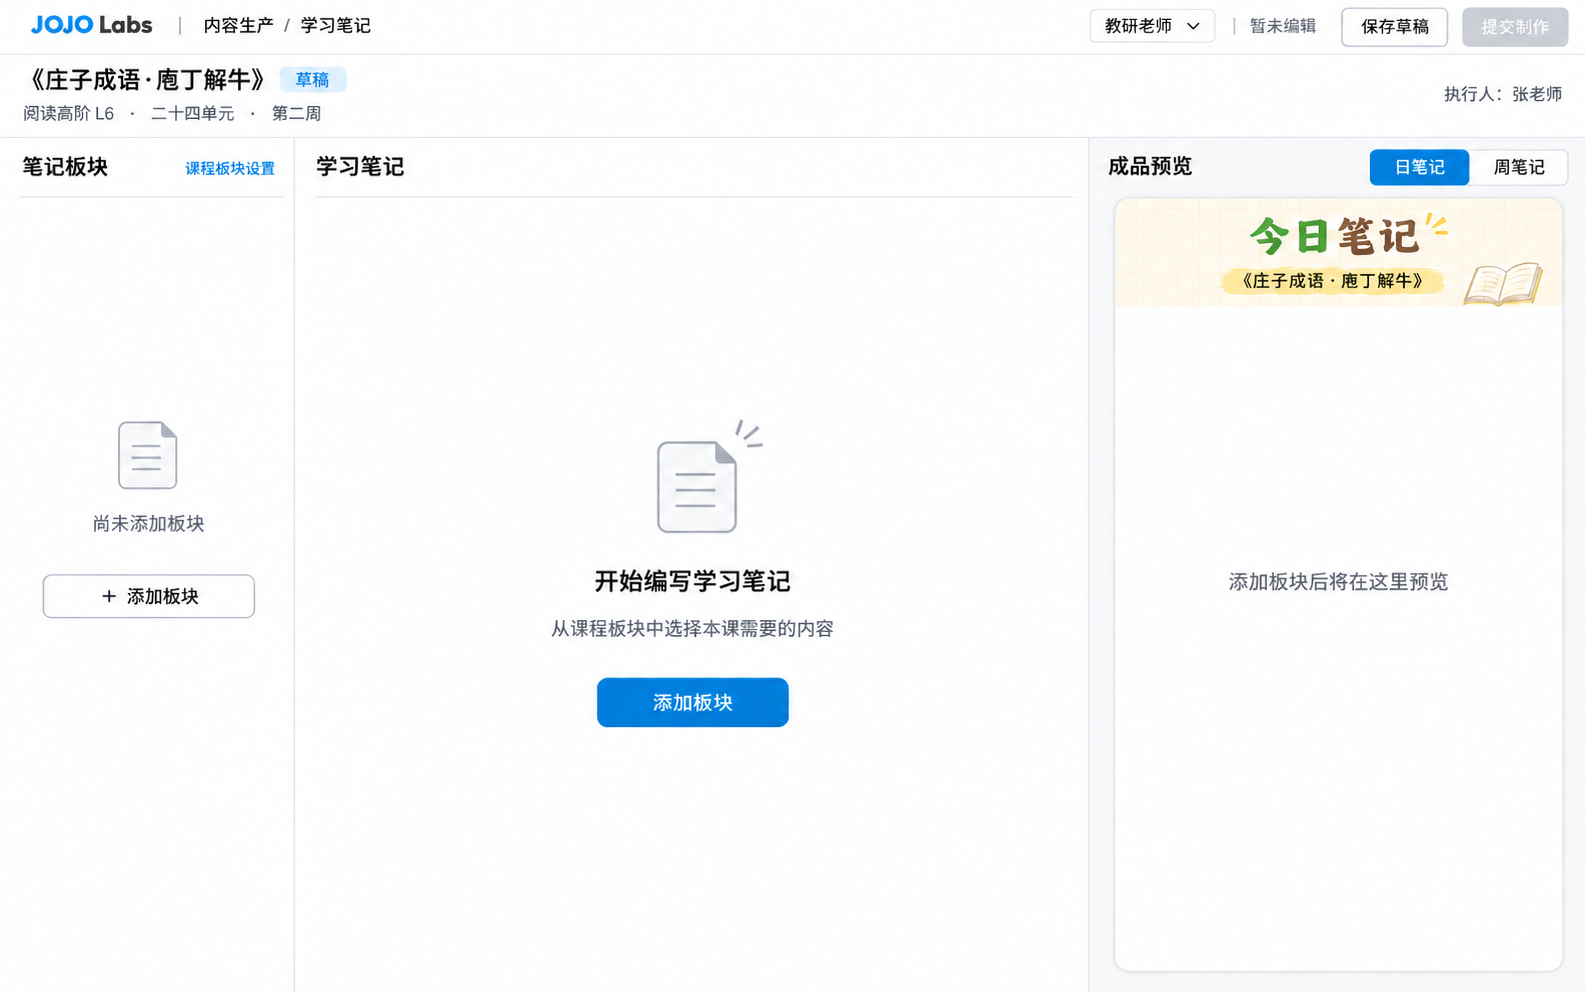 JOJO Labs | 内容生产 / 学习笔记
教研老师 | 暂未编辑 保存草稿 提交制作
《庄子成语·庖丁解牛》 草稿
阅读高阶 L6 · 二十四单元 · 第二周
执行人：张老师
笔记板块 课程板块设置
尚未添加板块
+ 添加板块
学习笔记
开始编写学习笔记
从课程板块中选择本课需要的内容
添加板块
成品预览 日笔记 周笔记
今日笔记
《庄子成语·庖丁解牛》
添加板块后将在这里预览